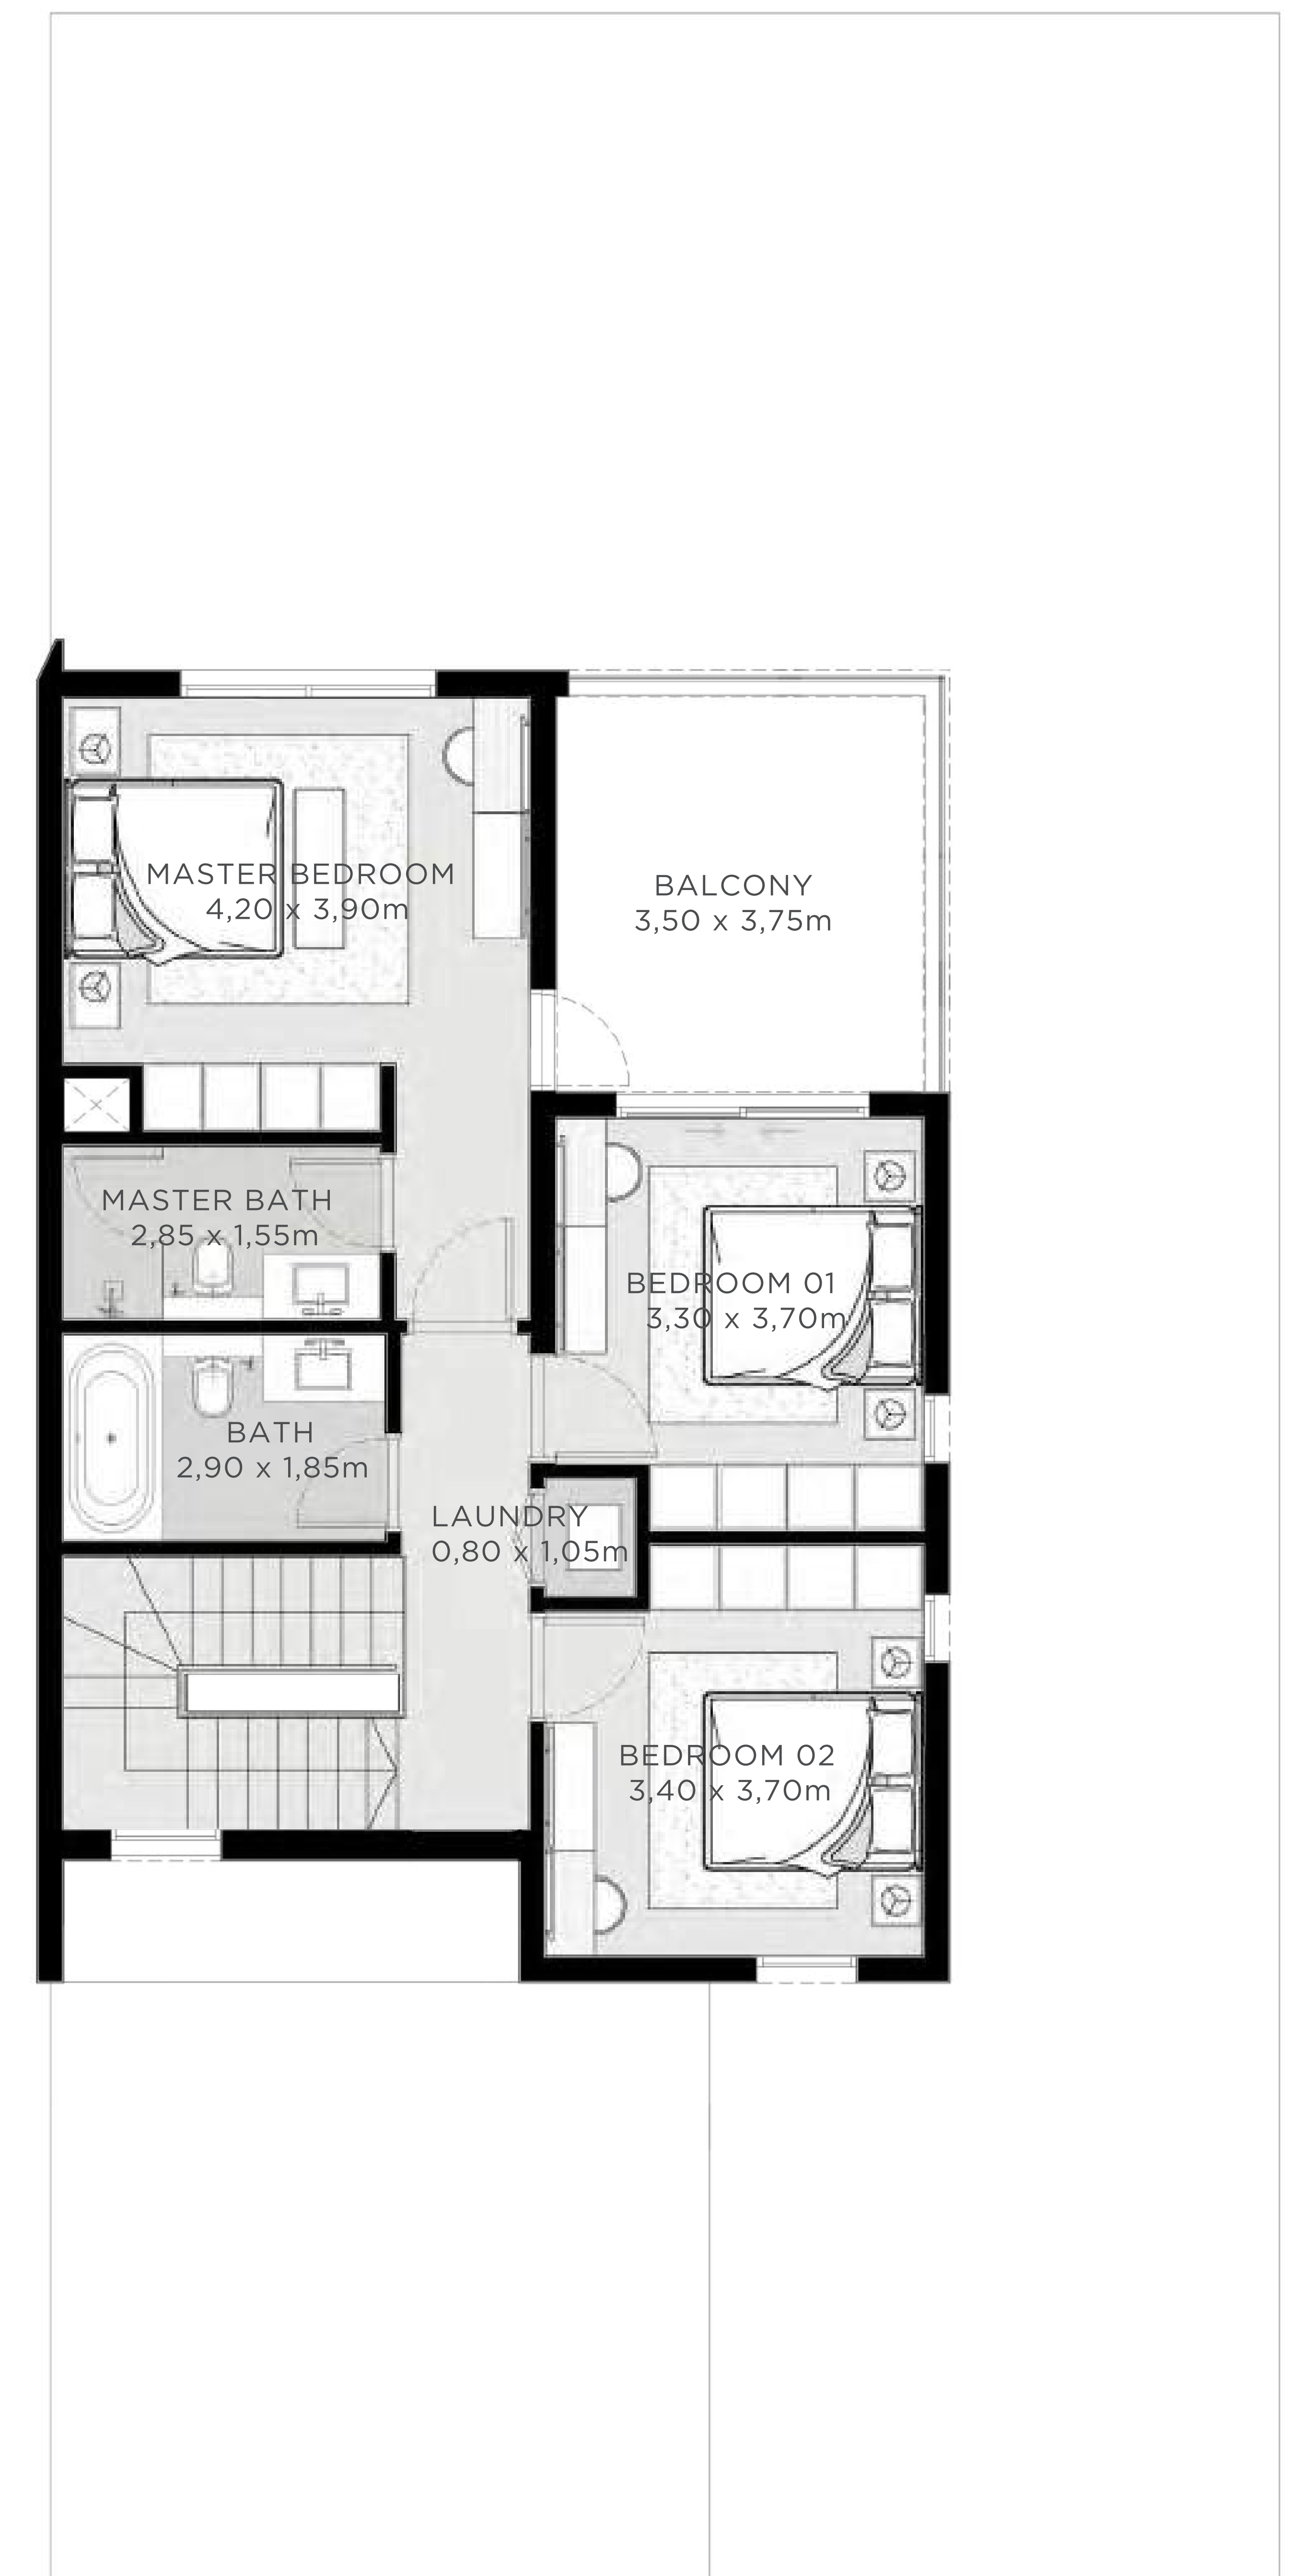 MASTER BEDROOM
4,20 x 3,90m
BALCONY
3,50 x 3,75m
MASTER BATH
2,85 x 1,55m
BEDROOM 01
3,30 x 3,70m
BATH
2,90 x 1,85m
LAUNDRY
0,80 x 1,05m
BEDROOM 02
3,40 x 3,70m